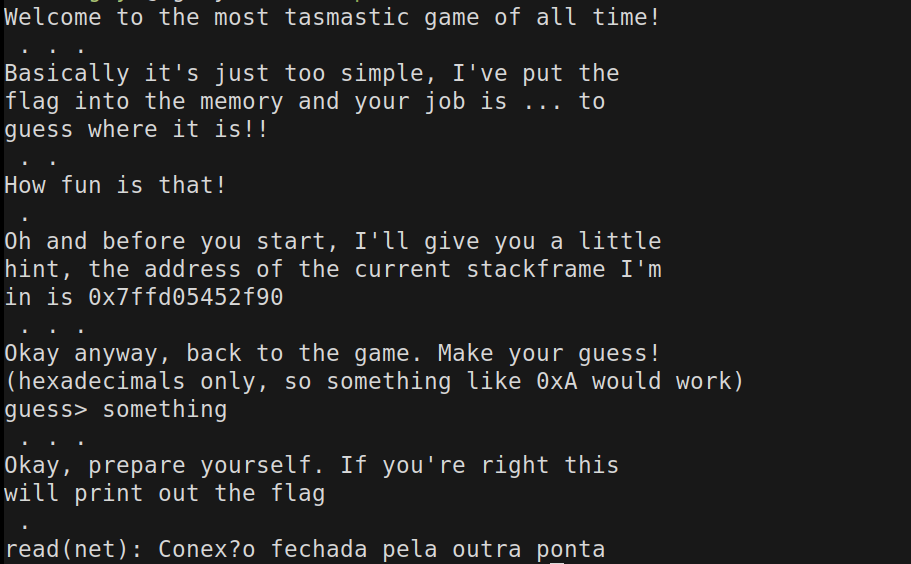 Welcome to the most tasmastic game of all time!
. . .
Basically it's just too simple, I've put the
flag into the memory and your job is ... to
guess where it is!!
. .
How fun is that!
.
Oh and before you start, I'll give you a little
hint, the address of the current stackframe I'm
in is 0x7ffd05452f90
. . .
Okay anyway, back to the game. Make your guess!
(hexadecimals only, so something like 0xA would work)
guess> something
. . .
Okay, prepare yourself. If you're right this
will print out the flag
.
read(net): Conex?o fechada pela outra ponta